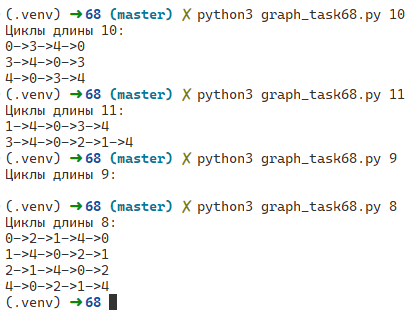 (.venv) ➜68 (master) ✗ python3 graph_task68.py 10
Циклы длины 10:
0->3->4->0
3->4->0->3
4->0->3->4
(.venv) ➜68 (master) ✗ python3 graph_task68.py 11
Циклы длины 11:
1->4->0->3->4
3->4->0->2->1->4
(.venv) ➜68 (master) ✗ python3 graph_task68.py 9
Циклы длины 9:
(.venv) ➜68 (master) ✗ python3 graph_task68.py 8
Циклы длины 8:
0->2->1->4->0
1->4->0->2->1
2->1->4->0->2
4->0->2->1->4
(.venv) ➜68